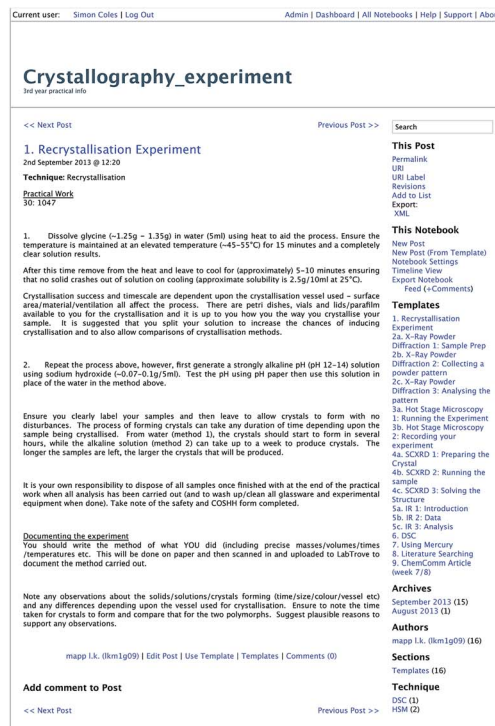 Current user: Simon Coles | Log Out
Admin | Dashboard | All Notebooks | Help | Support | Abo
Crystallography_experiment
3rd year practical info
<< Next Post
Previous Post >>
1. Recrystallisation Experiment
2nd September 2013 @ 12:20
Technique: Recrystallisation
Practical Work
30: 1047
1. Dissolve glycine (~1.25g – 1.35g) in water (5ml) using heat to aid the process. Ensure the
temperature is maintained at an elevated temperature (~45-55°C) for 15 minutes and a completely
clear solution results.
After this time remove from the heat and leave to cool for (approximately) 5-10 minutes ensuring
that no solid crashes out of solution on cooling (approximate solubility is 2.5g/10ml at 25°C).
Crystallisation success and timescale are dependent upon the crystallisation vessel used – surface
area/material/ventilation all affect the process. There are petri dishes, vials and lids/parafilm
available to you for the crystallisation and it is up to you how the way you crystallise your
sample. It is suggested that you split your solution to increase the chances of inducing
crystallisation and to also allow comparisons of crystallisation methods.
2. Repeat the process above, however, first generate a strongly alkaline pH (pH 12-14) solution
using sodium hydroxide (~0.07-0.1g/5ml). Test the pH using pH paper then use this solution in
place of the water in the method above.
Ensure you clearly label your samples and then leave to allow crystals to form with no
disturbances. The process of forming crystals can take any duration of time depending upon the
sample being crystallised. From water (method 1), the crystals should start to form in several
hours, while the alkaline solution (method 2) can take up to a week to produce crystals. The
longer the samples are left, the larger the crystals that will be produced.
It is your own responsibility to dispose of all samples once finished with at the end of the practical
work when all analysis has been carried out (and to wash up/clean all glassware and experimental
equipment when done). Take note of the safety and COSHH form completed.
Documenting the experiment
You should write the method of what YOU did (including precise masses/volumes/times
/temperatures etc. This will be done on paper and then scanned in and uploaded to LabTrove to
document the method carried out.
Note any observations about the solids/solutions/crystals forming (time/size/colour/vessel etc)
and any differences depending upon the vessel used for crystallisation. Ensure to note the time
taken for crystals to form and compare that for the two polymorphs. Suggest plausible reasons to
support any observations.
mapp l.k. (lkm1g09) | Edit Post | Use Template | Templates | Comments (0)
Add comment to Post
<< Next Post
Previous Post >>
Search
This Post
Permalink
URI
URI Label
Revisions
Add to List
Export:
XML
This Notebook
New Post
New Post (From Template)
Notebook Settings
Timeline View
Export Notebook
Feed (+Comments)
Templates
1. Recrystallisation
Experiment
2a. X-Ray Powder
Diffraction 1: Sample Prep
2b. X-Ray Powder
Diffraction 2: Collecting a
powder pattern
2c. X-Ray Powder
Diffraction 3: Analysing the
pattern
3a. Hot Stage Microscopy
1: Running the Experiment
3b. Hot Stage Microscopy
2: Recording your
experiment
4a. SCXRD 1: Preparing the
Crystal
4b. SCXRD 2: Running the
sample
4c. SCXRD 3: Solving the
Structure
5a. IR 1: Introduction
5b. IR 2: Data
5c. IR 3: Analysis
6. DSC
7. Using Mercury
8. Literature Searching
9. ChemComm Article
(week 7/8)
Archives
September 2013 (15)
August 2013 (1)
Authors
mapp l.k. (lkm1g09) (16)
Sections
Templates (16)
Technique
DSC (1)
HSM (2)